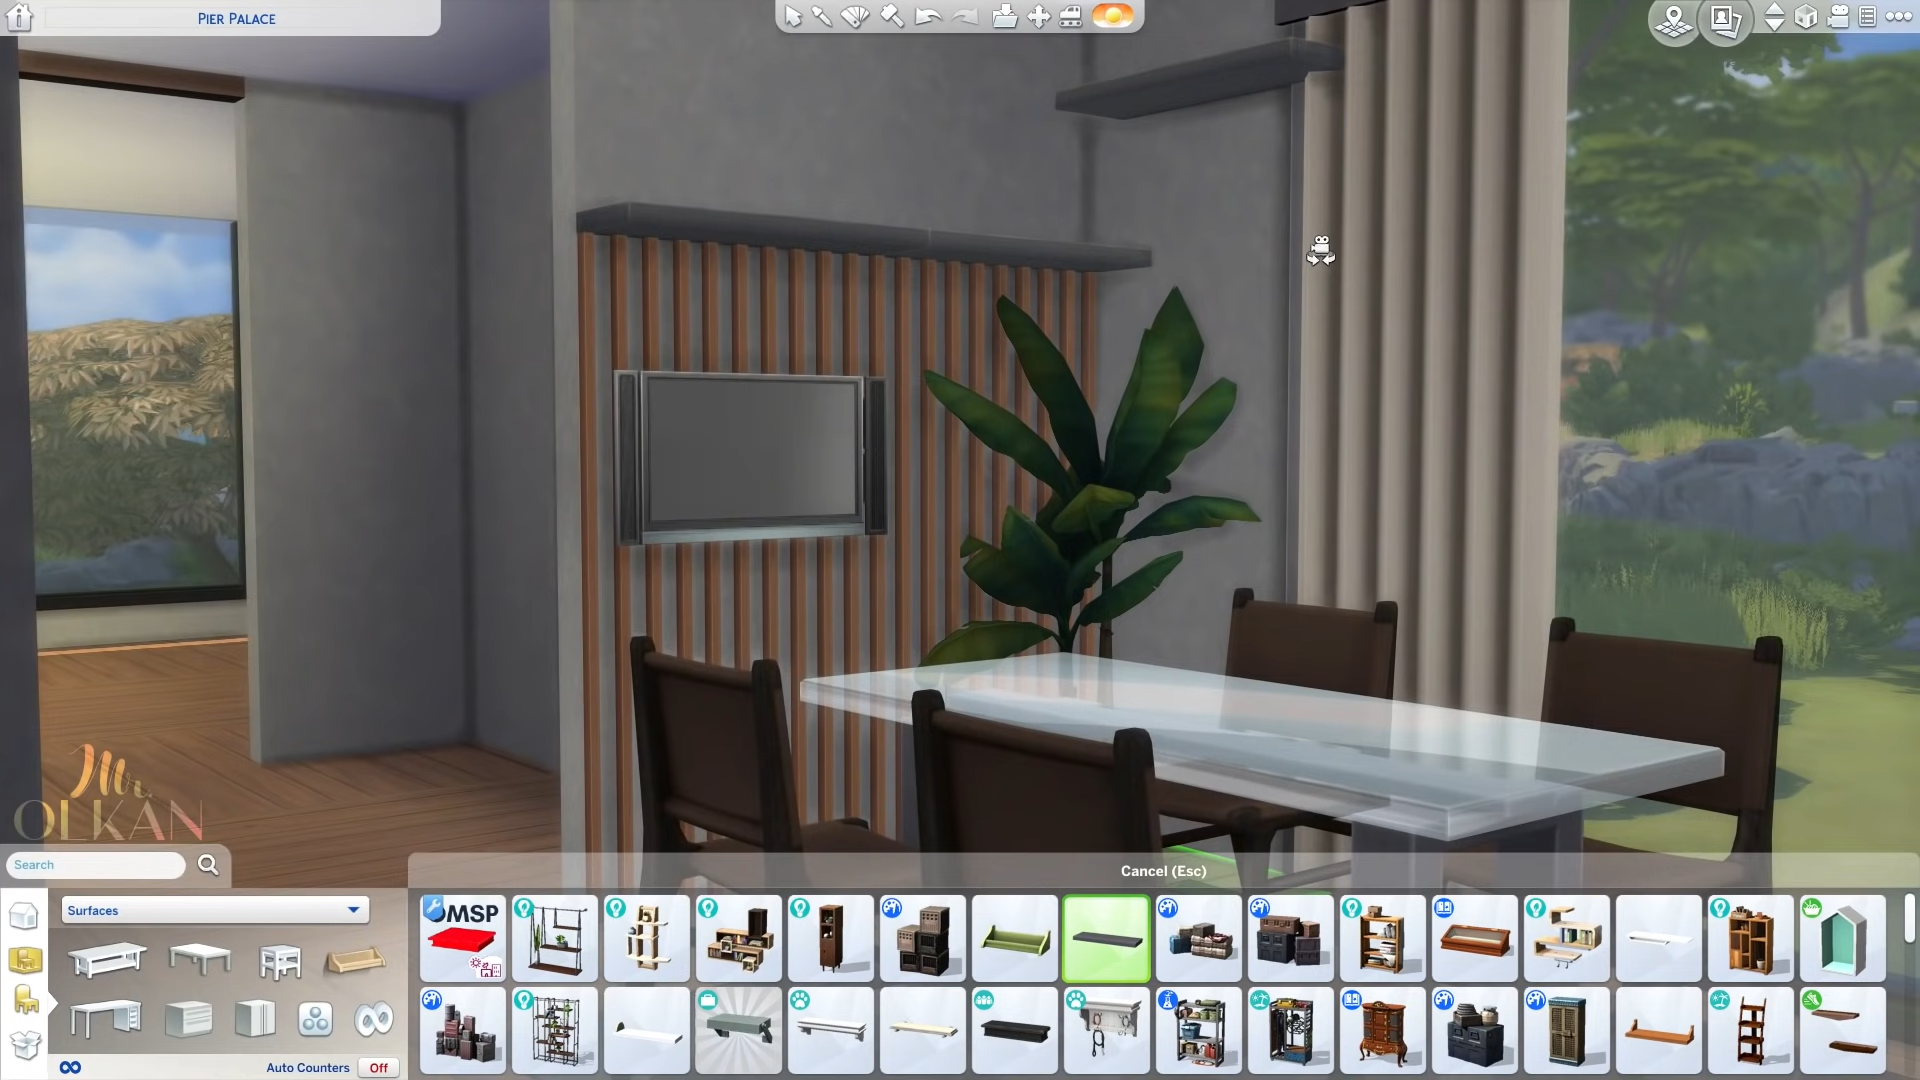 PIER PALACE
Mr.
OLKAN
Search
Cancel (Esc)
Surfaces
MSP
Auto Counters
Off